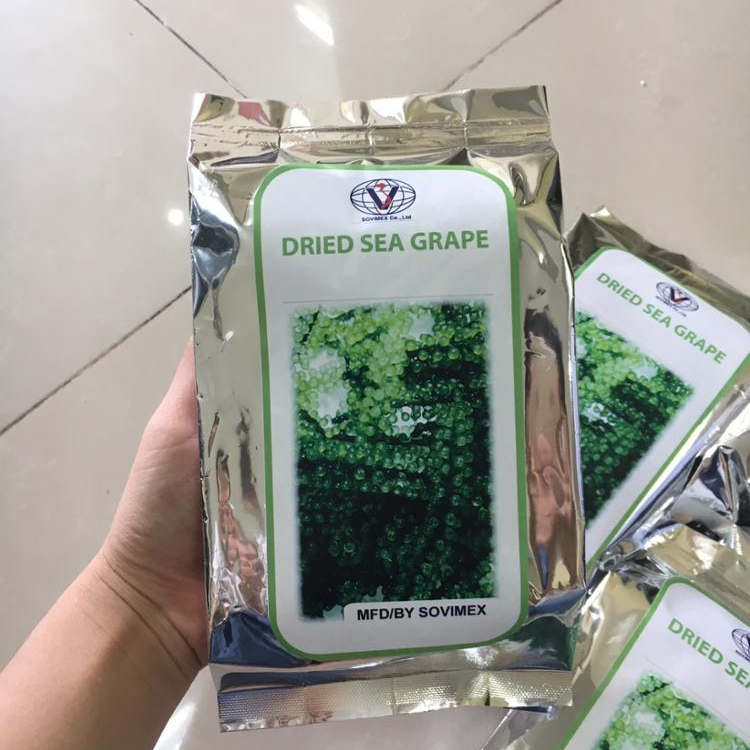 SOVIMEX Co.,Ltd
DRIED SEA GRAPE
MFD/BY SOVIMEX
DRIED SEA GRAPE
DRIED SEA